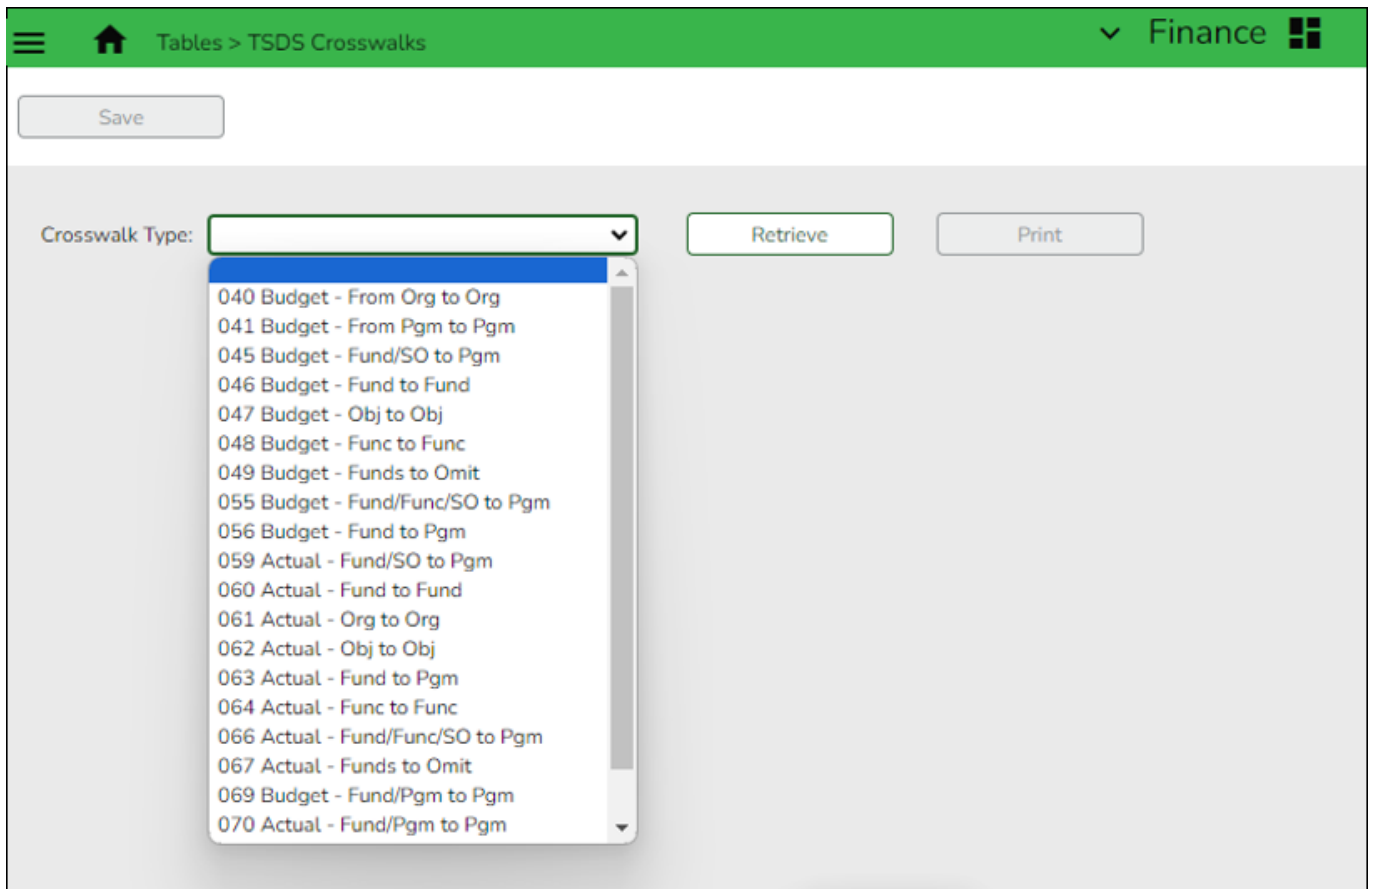 Tables > TSDS Crosswalks
Finance
Save
Crosswalk Type:
Retrieve
Print
040 Budget - From Org to Org
041 Budget - From Pgm to Pgm
045 Budget - Fund/SO to Pgm
046 Budget - Fund to Fund
047 Budget - Obj to Obj
048 Budget - Func to Func
049 Budget - Funds to Omit
055 Budget - Fund/Func/SO to Pgm
056 Budget - Fund to Pgm
059 Actual - Fund/SO to Pgm
060 Actual - Fund to Fund
061 Actual - Org to Org
062 Actual - Obj to Obj
063 Actual - Fund to Pgm
064 Actual - Func to Func
066 Actual - Fund/Func/SO to Pgm
067 Actual - Funds to Omit
069 Budget - Fund/Pgm to Pgm
070 Actual - Fund/Pgm to Pgm